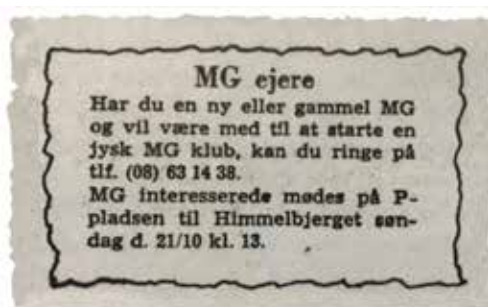 MG ejere
Har du en ny eller gammel MG
og vil være med til at starte en
jysk MG klub, kan du ringe på
tlf. (08) 63 14 38.
MG interesserede mødes på P-
pladsen til Himmelbjerget søn-
dag d. 21/10 kl. 13.